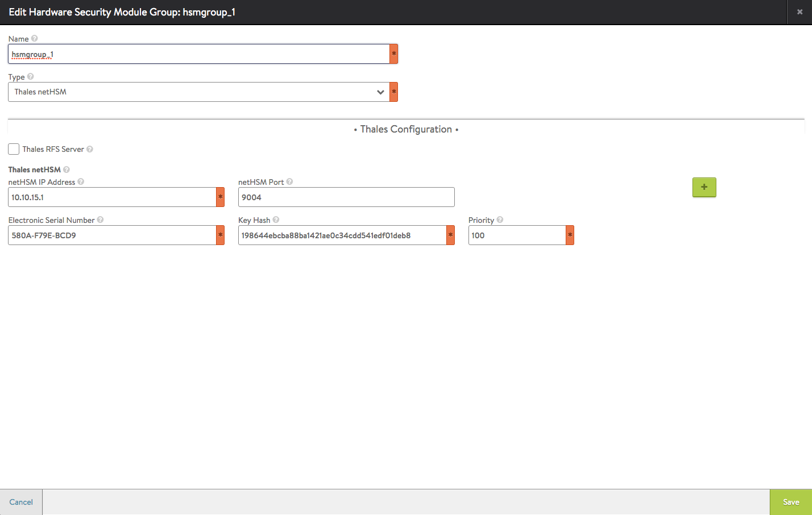 Edit Hardware Security Module Group: hsmgroup_1
Name
hsmgroup_1
Type
Thales netHSM
• Thales Configuration •
Thales RFS Server
Thales netHSM
netHSM IP Address netHSM Port
10.10.15.1 9004
Electronic Serial Number Key Hash Priority
580A-F79E-BCD9 198644ebcba88ba1421ae0c34cdd541edf01deb8 100
Cancel Save